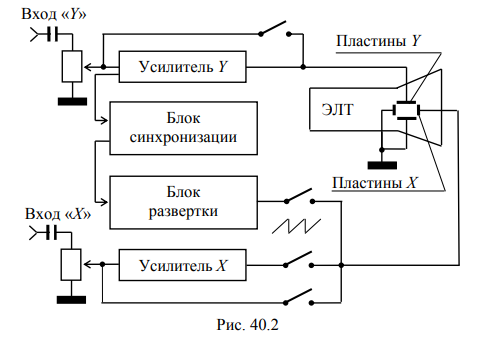 Вход «Y»
Усилитель Y
Пластины Y
ЭЛТ
Блок
синхронизации
Блок
развертки
Пластины X
Вход «X»
Усилитель X
Рис. 40.2